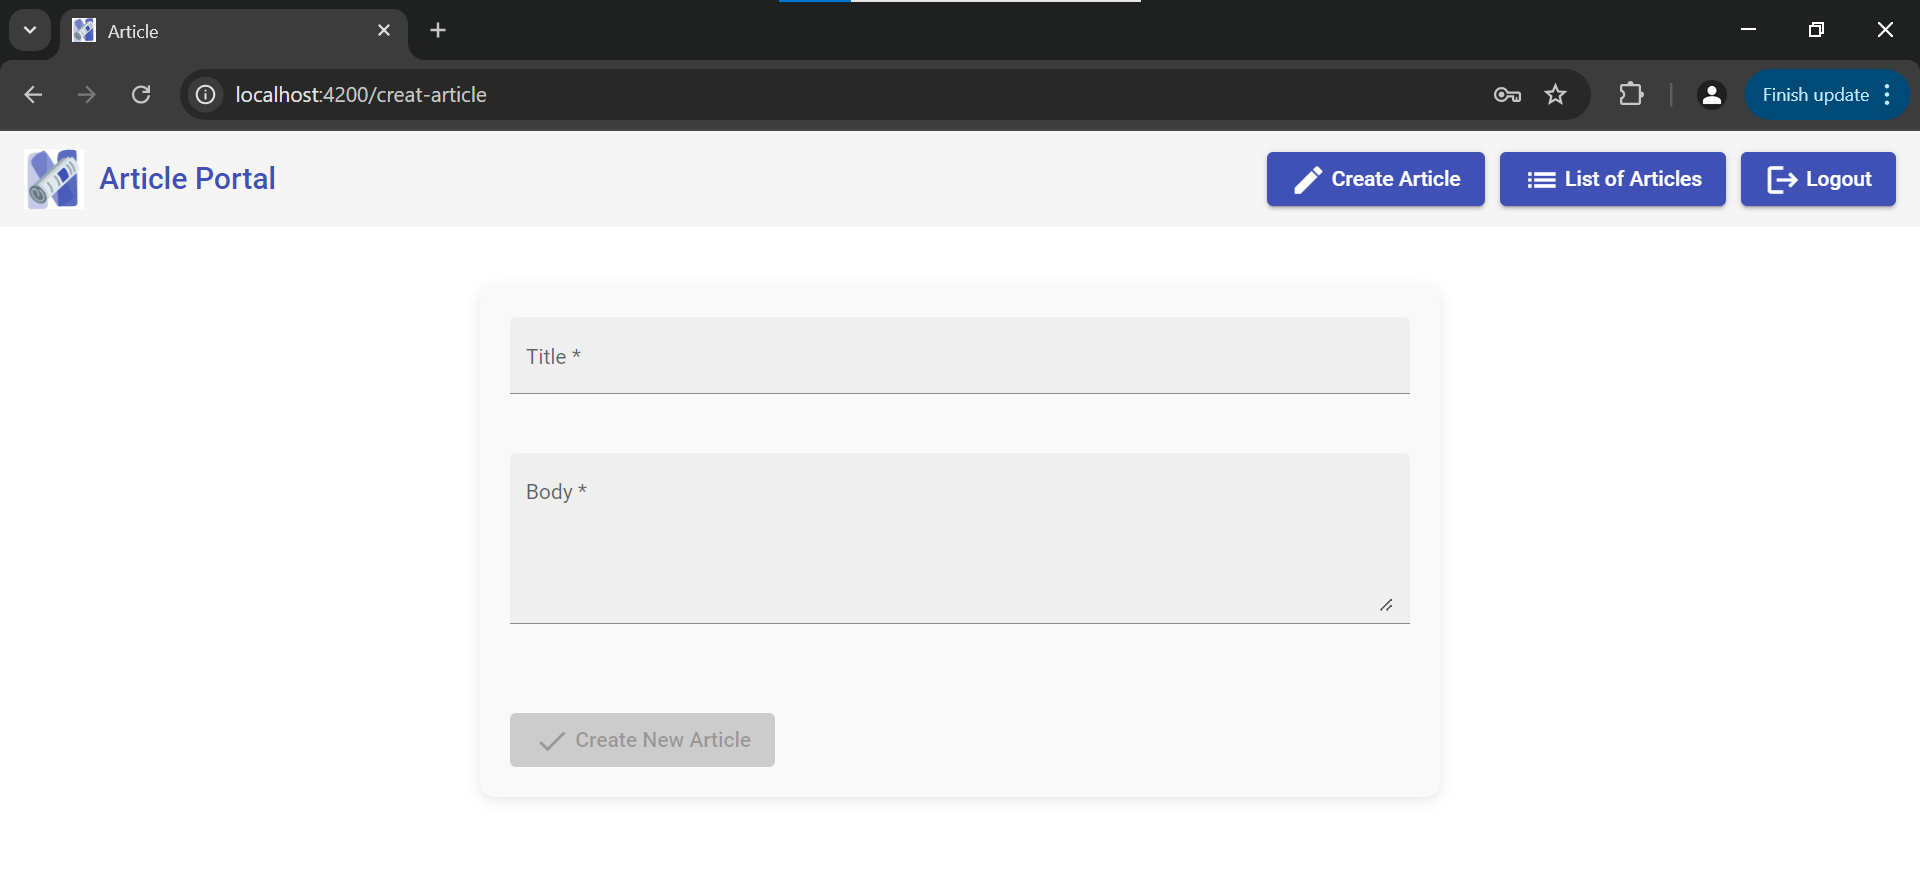 Article
localhost:4200/creat-article
Finish update
Article Portal
Create Article
List of Articles
Logout
Title *
Body *
Create New Article